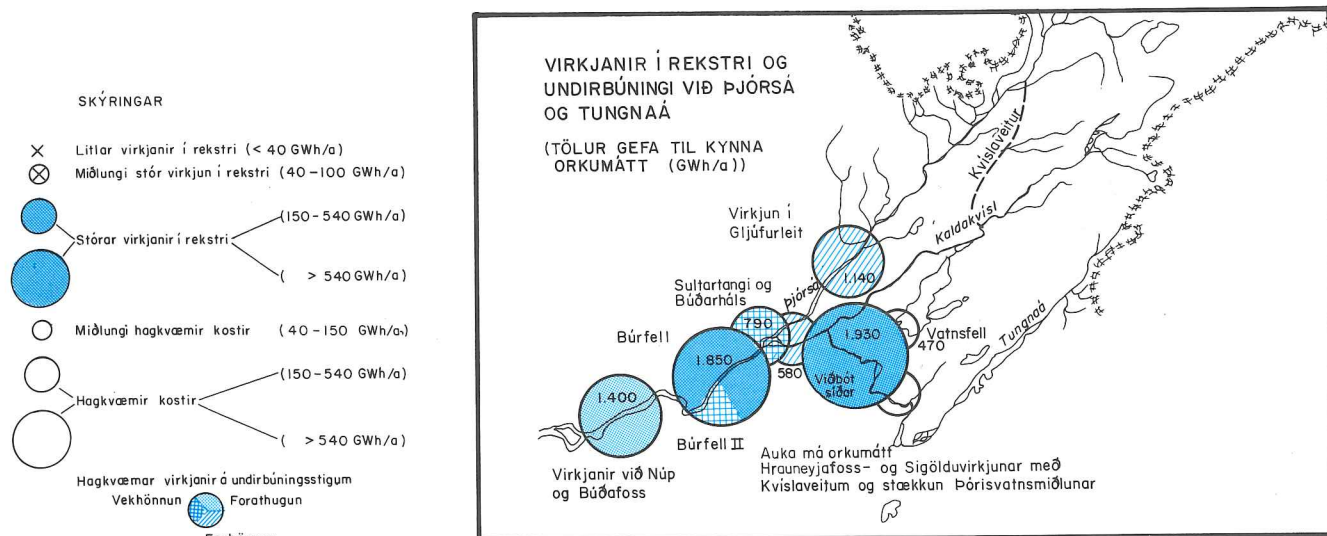 SKÝRINGAR
Litlar virkjanir í rekstri (< 40 GWh/a)
Miðlungi stór virkjun í rekstri (40-100 GWh/a)
Stórar virkjanir í rekstri
(150-540 GWh/a)
( > 540 GWh/a)
Miðlungi hagkvæmir kostir (40-150 GWh/a)
Hagkvæmir kostir
(150-540 GWh/a)
( > 540 GWh/a)
Hagkvæmar virkjanir á undirbúningsstigum
Vekhönnun
Forathugun
VIRKJANIR Í REKSTRI OG
UNDIRBÚNINGI VIÐ ÞJÓRSÁ
OG TUNGNAÁ
(TÖLUR GEFA TIL KYNNA
ORKUMÁTT (GWh/a))
Kvíslaveitur
Kaldakvísl
Virkjun í
Gljúfurleit
1.140
Þjórsá
Sultartangi og
Búðarháls
790
580
Búrfell
1.850
Búrfell II
1.930
Viðbót
síðar
Vatnsfell
470
Tungnaá
1.400
Virkjanir við Núp
og Búðafoss
Auka má orkumátt
Hrauneyjafoss- og Sigölduvirkjunar með
Kvíslaveitum og stækkun Þórisvatnsmiðlunar